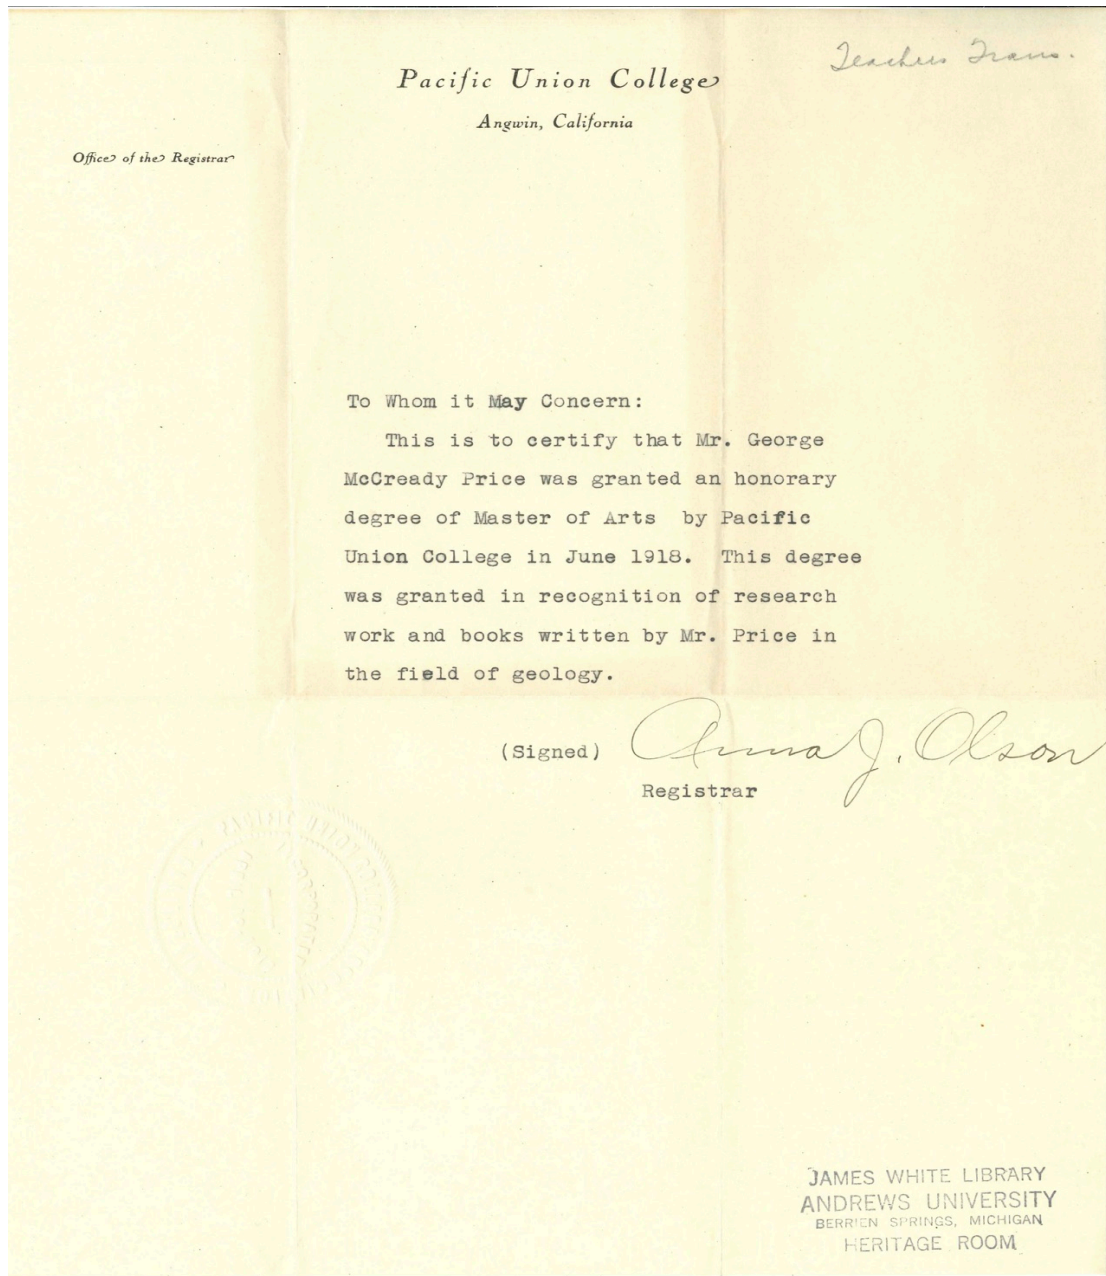 Teachers Trans.
Pacific Union College
Angwin, California
Office of the Registrar
To Whom it May Concern:
This is to certify that Mr. George
McCready Price was granted an honorary
degree of Master of Arts by Pacific
Union College in June 1918. This degree
was granted in recognition of research
work and books written by Mr. Price in
the field of geology.
(Signed) Anna J. Olson
Registrar
PACIFIC UNION COLLEGE
JAMES WHITE LIBRARY
ANDREWS UNIVERSITY
BERRIEN SPRINGS, MICHIGAN
HERITAGE ROOM